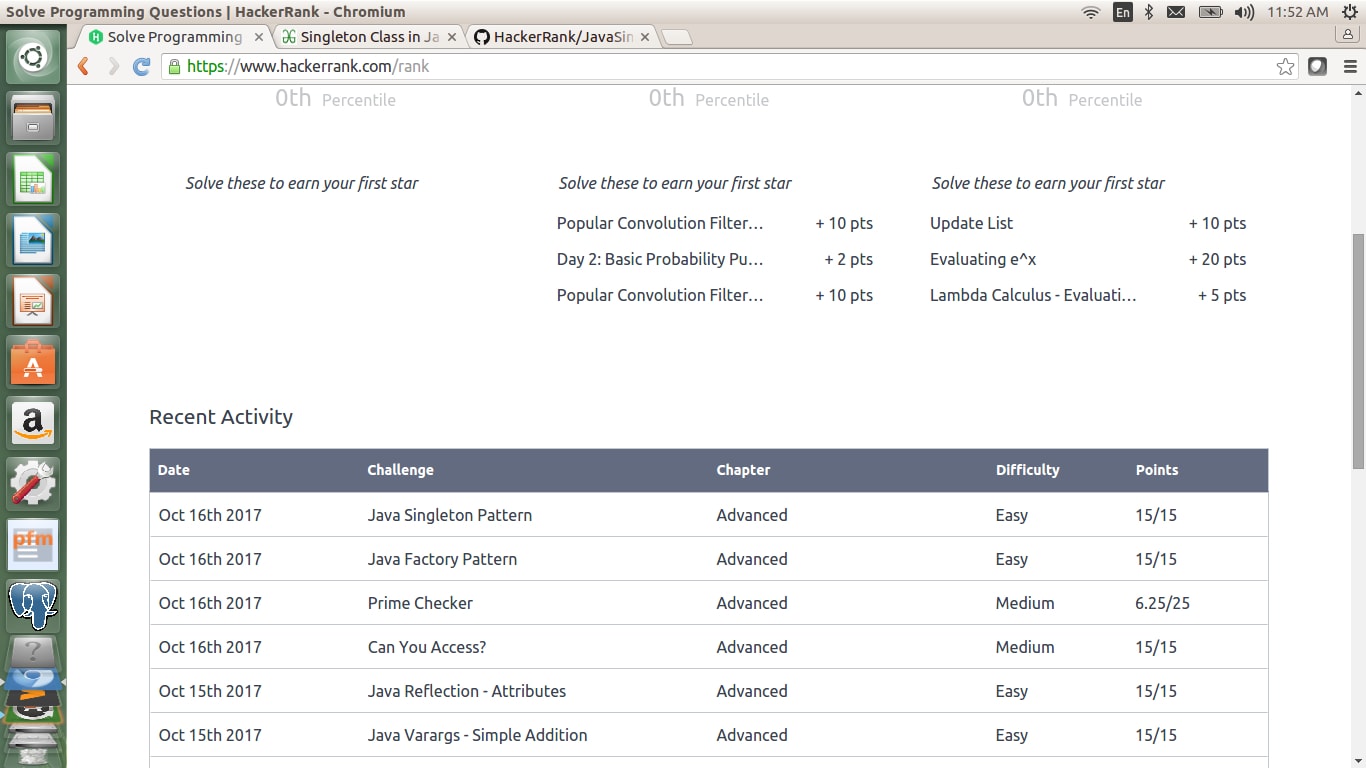 Solve Programming Questions | HackerRank - Chromium
En
11:52 AM
Solve Programming
Singleton Class in Ja
HackerRank/JavaSin
https://www.hackerrank.com/rank
0th Percentile 0th Percentile 0th Percentile
Solve these to earn your first star Solve these to earn your first star Solve these to earn your first star
Popular Convolution Filter… + 10 pts Update List + 10 pts
Day 2: Basic Probability Pu… + 2 pts Evaluating e^x + 20 pts
Popular Convolution Filter… + 10 pts Lambda Calculus - Evaluati… + 5 pts
Recent Activity
Date Challenge Chapter Difficulty Points
Oct 16th 2017 Java Singleton Pattern Advanced Easy 15/15
Oct 16th 2017 Java Factory Pattern Advanced Easy 15/15
Oct 16th 2017 Prime Checker Advanced Medium 6.25/25
Oct 16th 2017 Can You Access? Advanced Medium 15/15
Oct 15th 2017 Java Reflection - Attributes Advanced Easy 15/15
Oct 15th 2017 Java Varargs - Simple Addition Advanced Easy 15/15
A
a
pfm
?